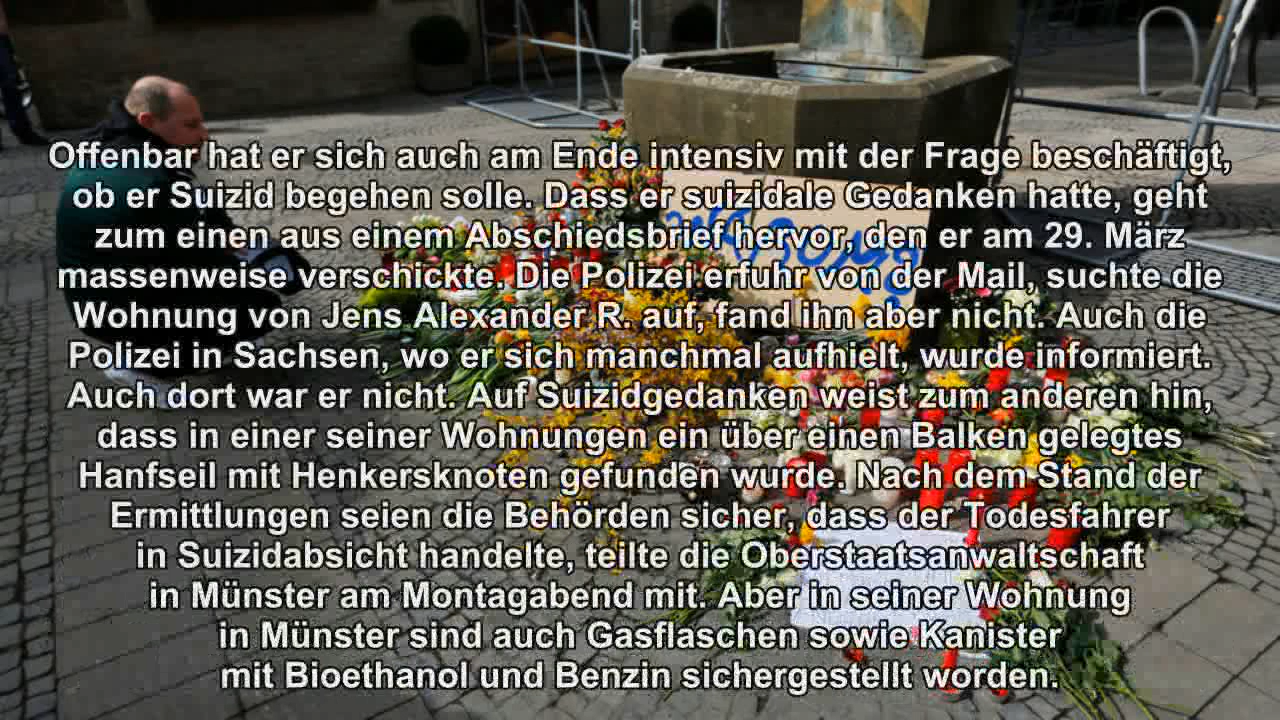 Offenbar hat er sich auch am Ende intensiv mit der Frage beschäftigt,
ob er Suizid begehen solle. Dass er suizidale Gedanken hatte, geht
zum einen aus einem Abschiedsbrief hervor, den er am 29. März
massenweise verschickte. Die Polizei erfuhr von der Mail, suchte die
Wohnung von Jens Alexander R. auf, fand ihn aber nicht. Auch die
Polizei in Sachsen, wo er sich manchmal aufhielt, wurde informiert.
Auch dort war er nicht. Auf Suizidgedanken weist zum anderen hin,
dass in einer seiner Wohnungen ein über einen Balken gelegtes
Hanfseil mit Henkersknoten gefunden wurde. Nach dem Stand der
Ermittlungen seien die Behörden sicher, dass der Todesfahrer
in Suizidabsicht handelte, teilte die Oberstaatsanwaltschaft
in Münster am Montagabend mit. Aber in seiner Wohnung
in Münster sind auch Gasflaschen sowie Kanister
mit Bioethanol und Benzin sichergestellt worden.
WARUM?